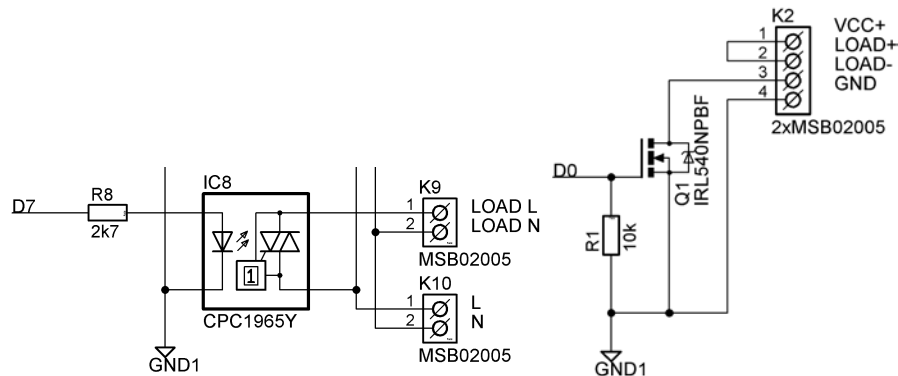 IC8
D7
R8
2k7
1
CPC1965Y
GND1
K9
1
2
LOAD L
LOAD N
MSB02005
K10
1
2
L
N
MSB02005
K2
1
2
3
4
VCC+
LOAD+
LOAD-
GND
2xMSB02005
D0
Q1
IRL540NPBF
R1
10k
GND1